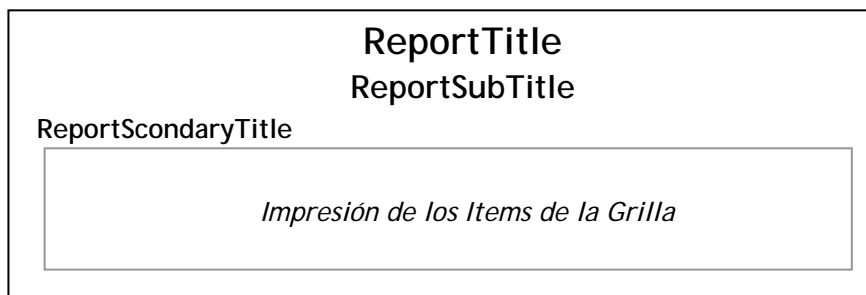 ReportTitle
ReportSubTitle
ReportScondaryTitle
Impresión de los Items de la Grilla